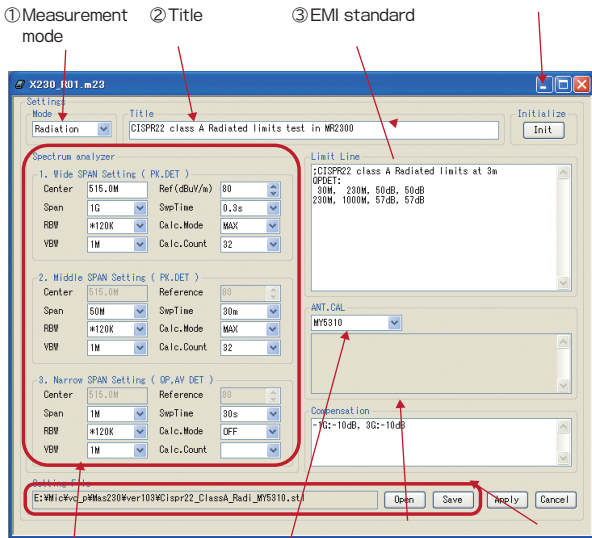 ①Measurement mode
②Title
③EMI standard
X230_R01.m23
Settings
Mode
Radiation
Title
CISPR22 class A Radiated limits test in MR2300
Initialize
Init
Spectrum analyzer
1. Wide SPAN Setting ( PK.DET )
Center 515.0M Ref(dBuV/m) 80
Span 1G SwpTime 0.3s
RBW *120K Calc.Mode MAX
VBW 1M Calc.Count 32
2. Middle SPAN Setting ( PK.DET )
Center 515.0M Reference 80
Span 50M SwpTime 30m
RBW *120K Calc.Mode MAX
VBW 1M Calc.Count 32
3. Narrow SPAN Setting ( QP,AV DET )
Center 515.0M Reference 80
Span 1M SwpTime 30s
RBW *120K Calc.Mode OFF
VBW 1M Calc.Count
Limit Line
;CISPR22 class A Radiated limits at 3m
QPDET:
30M, 230M, 50dB, 50dB
230M, 1000M, 57dB, 57dB
ANT.CAL
MY5310
Compensation
-1G:-10dB, 3G:-10dB
Setting File
E:¥Mic¥vc_p¥Mas230¥ver103¥Cispr22_ClassA_Radi_MY5310.stl
Open Save Apply Cancel